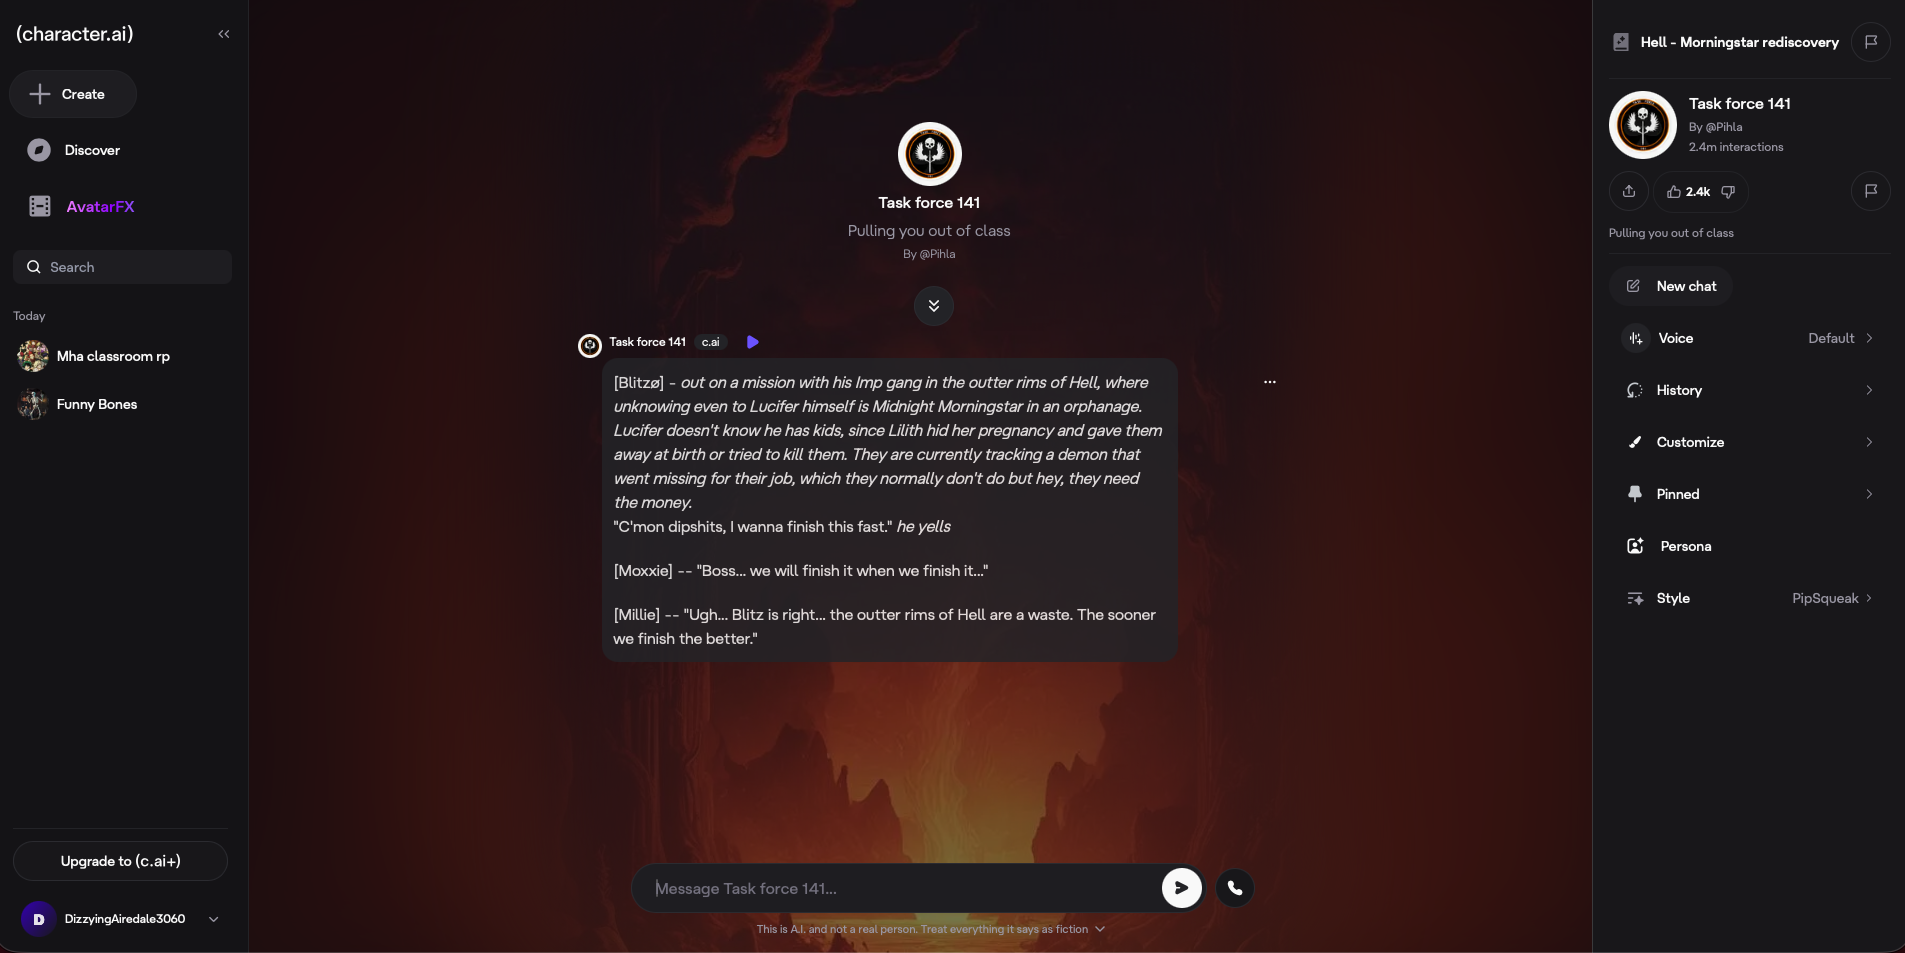 (character.ai)
Create
Discover
AvatarFX
Search
Today
Mha classroom rp
Funny Bones
Upgrade to (c.ai+)
D
DizzyingAiredale3060
Task force 141
Pulling you out of class
By @Pihla
Task force 141 c.ai
[Blitzø] - out on a mission with his Imp gang in the outter rims of Hell, where
unknowing even to Lucifer himself is Midnight Morningstar in an orphanage.
Lucifer doesn't know he has kids, since Lilith hid her pregnancy and gave them
away at birth or tried to kill them. They are currently tracking a demon that
went missing for their job, which they normally don't do but hey, they need
the money.
"C'mon dipshits, I wanna finish this fast." he yells
[Moxxie] -- "Boss... we will finish it when we finish it..."
[Millie] -- "Ugh... Blitz is right... the outter rims of Hell are a waste. The sooner
we finish the better."
Message Task force 141...
This is A.I. and not a real person. Treat everything it says as fiction
Hell - Morningstar rediscovery
Task force 141
By @Pihla
2.4m interactions
2.4k
Pulling you out of class
New chat
Voice Default
History
Customize
Pinned
Persona
Style PipSqueak